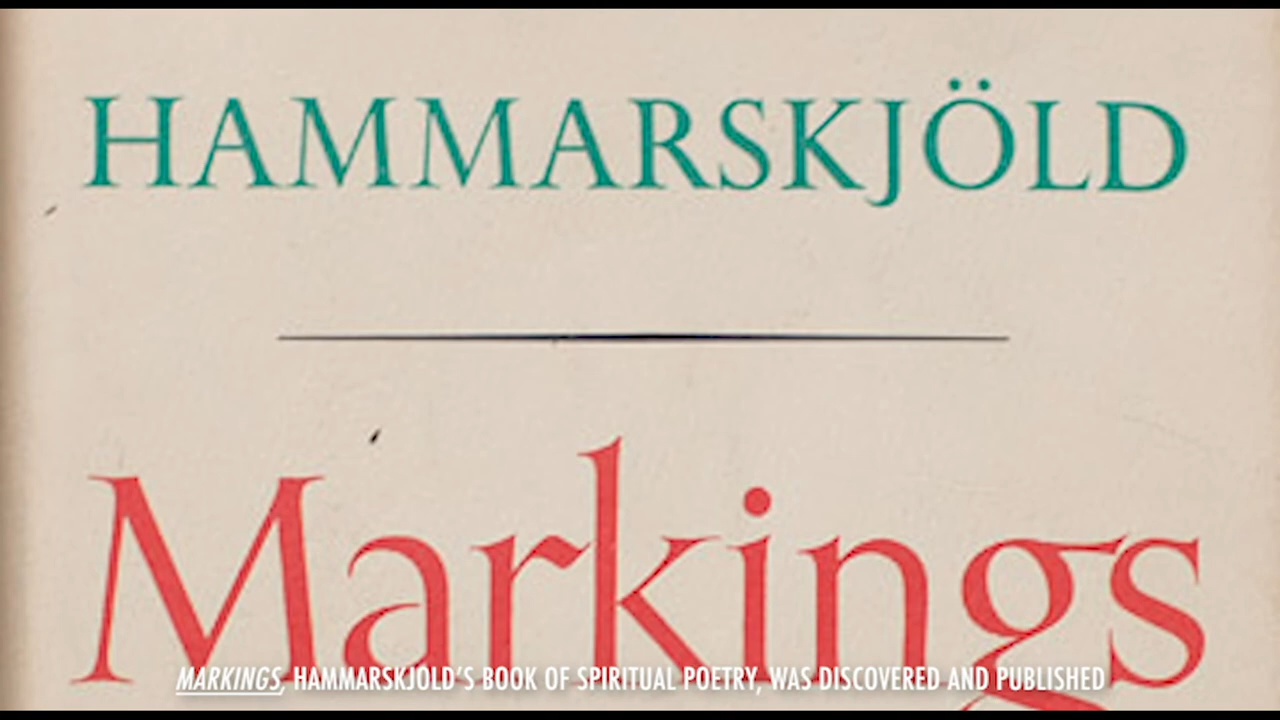 HAMMARSKJÖLD
Markings
MARKINGS, HAMMARSKJOLD'S BOOK OF SPIRITUAL POETRY, WAS DISCOVERED AND PUBLISHED